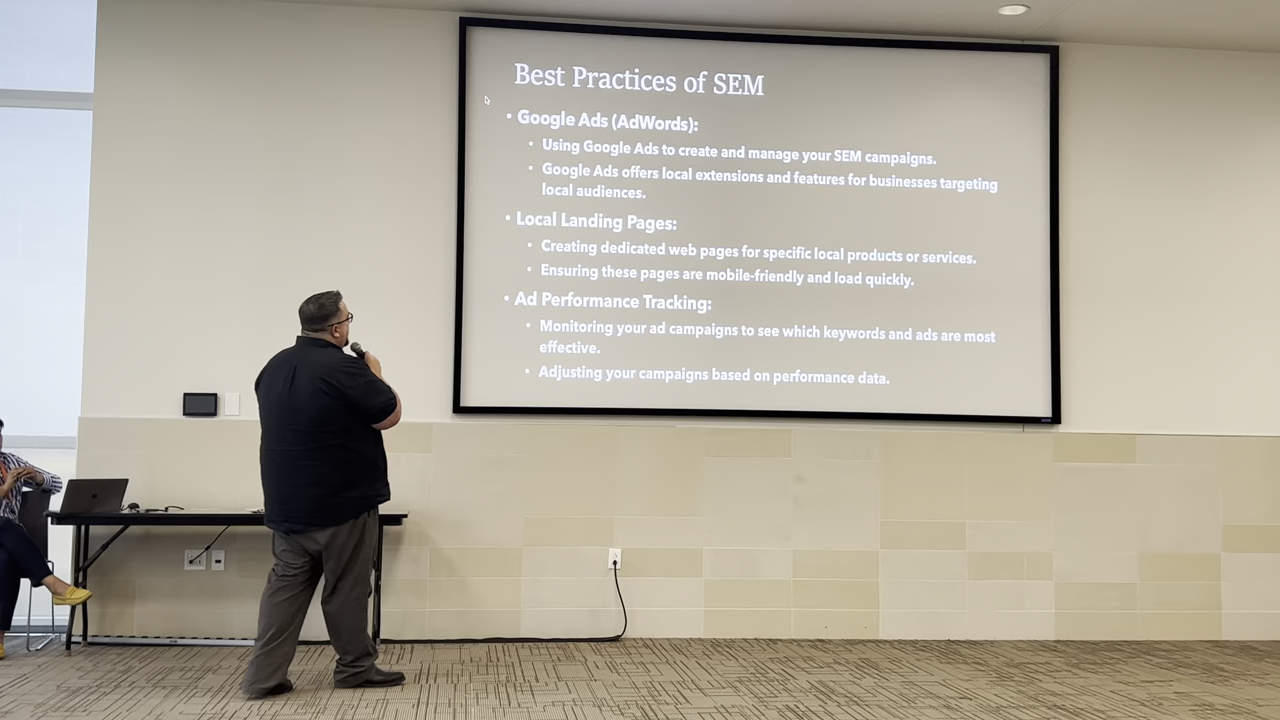 Best Practices of SEM
• Google Ads (AdWords):
• Using Google Ads to create and manage your SEM campaigns.
• Google Ads offers local extensions and features for businesses targeting
local audiences.
• Local Landing Pages:
• Creating dedicated web pages for specific local products or services.
• Ensuring these pages are mobile-friendly and load quickly.
• Ad Performance Tracking:
• Monitoring your ad campaigns to see which keywords and ads are most
effective.
• Adjusting your campaigns based on performance data.